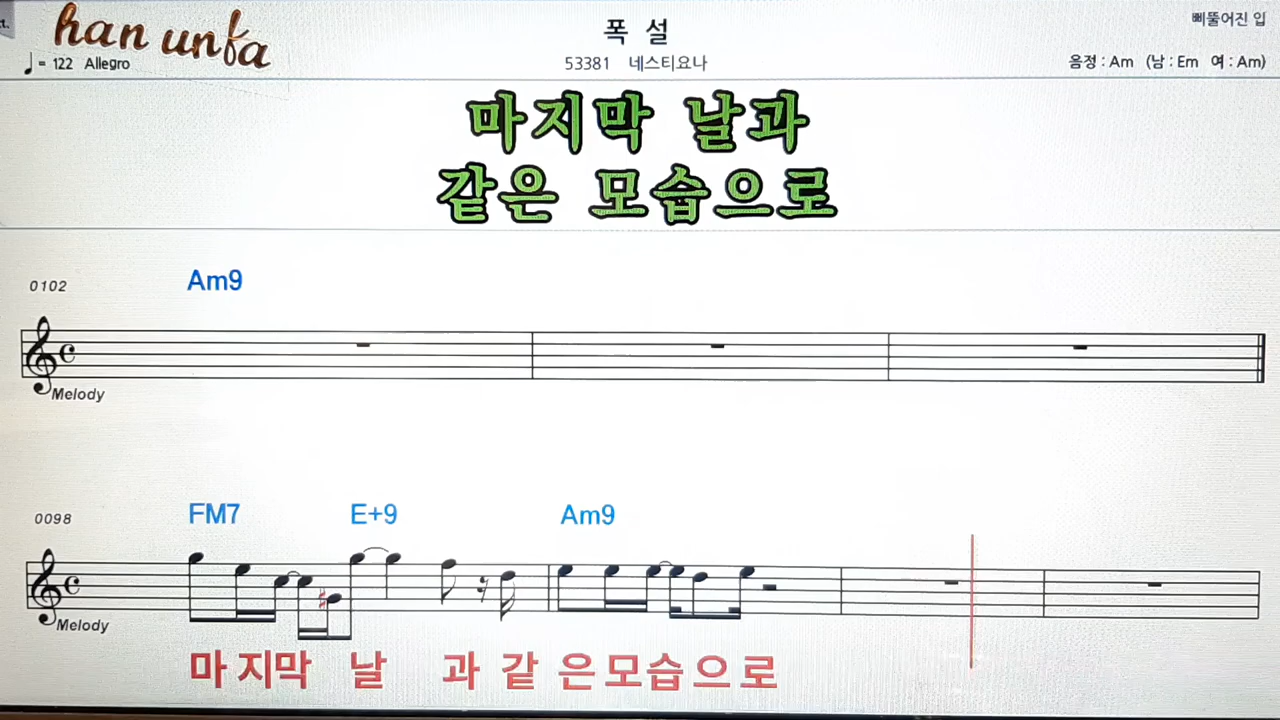 han unfa
폭 설
삐뚤어진 입
♩ = 122 Allegro
53381 네스티요나
음정 : Am (남 : Em 여 : Am)
마지막 날과
같은 모습으로
0102
Am9
Melody
0098
FM7 E+9 Am9
Melody
마 지막 날 과 같 은모습으로